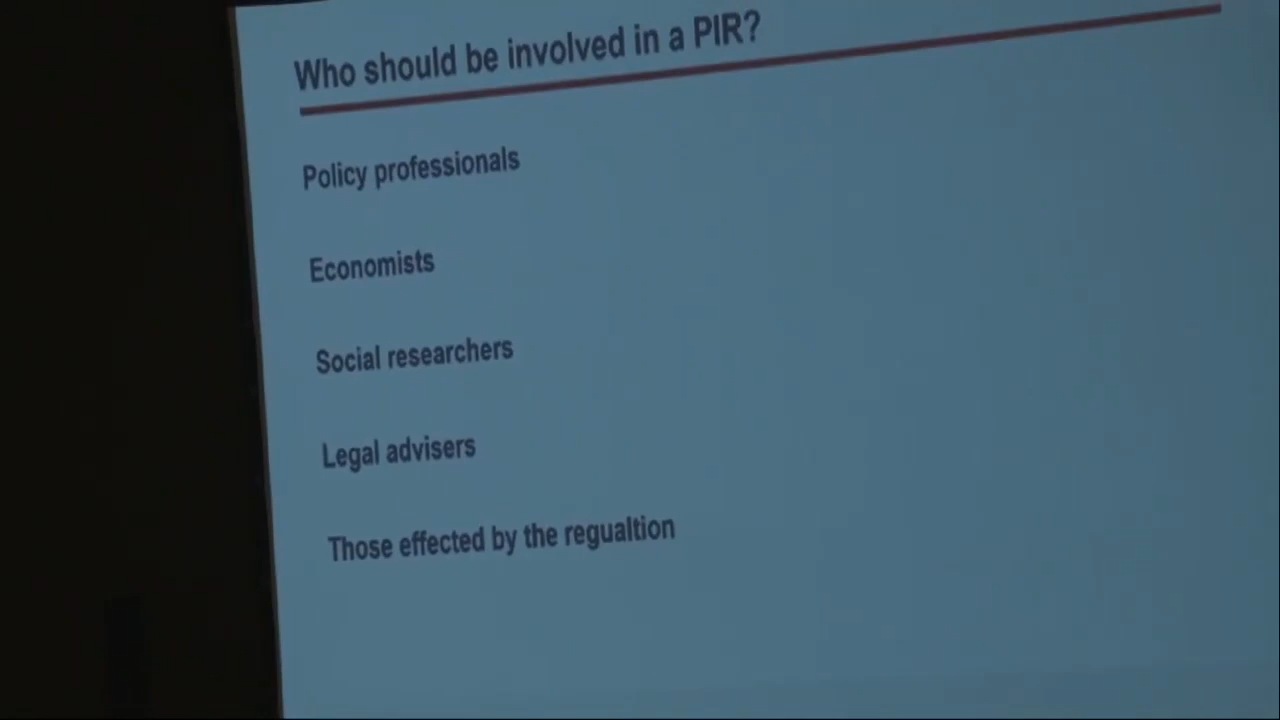 Who should be involved in a PIR?
Policy professionals
Economists
Social researchers
Legal advisers
Those effected by the regualtion